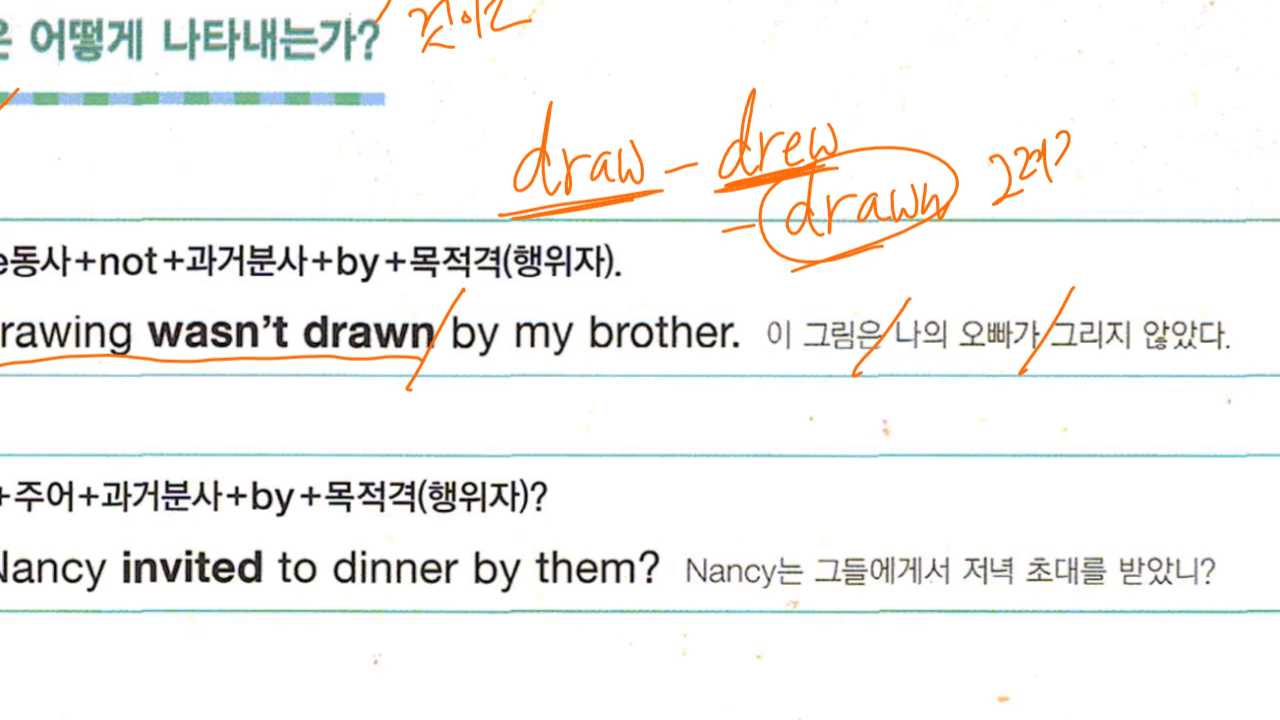 은 어떻게 나타내는가?
것이오
draw - drew
- drawn
e동사+not+과거분사+by+목적격(행위자).
rawing wasn't drawn by my brother. 이 그림은 나의 오빠가 그리지 않았다.
+주어+과거분사+by+목적격(행위자)?
Nancy invited to dinner by them? Nancy는 그들에게서 저녁 초대를 받았니?